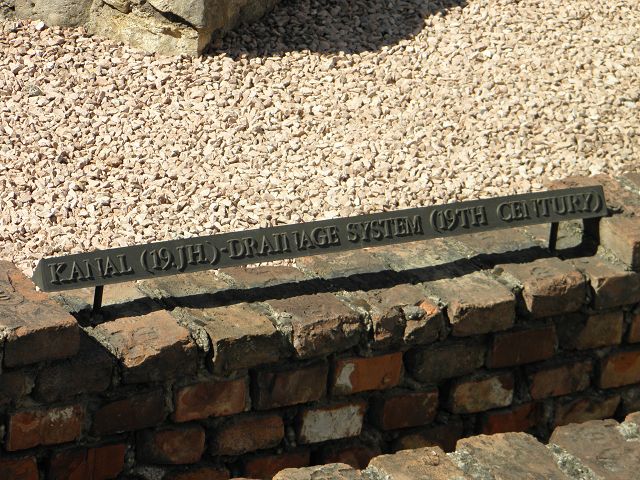 KANAL (19.JH.)-DRAINAGE SYSTEM (19TH CENTURY)